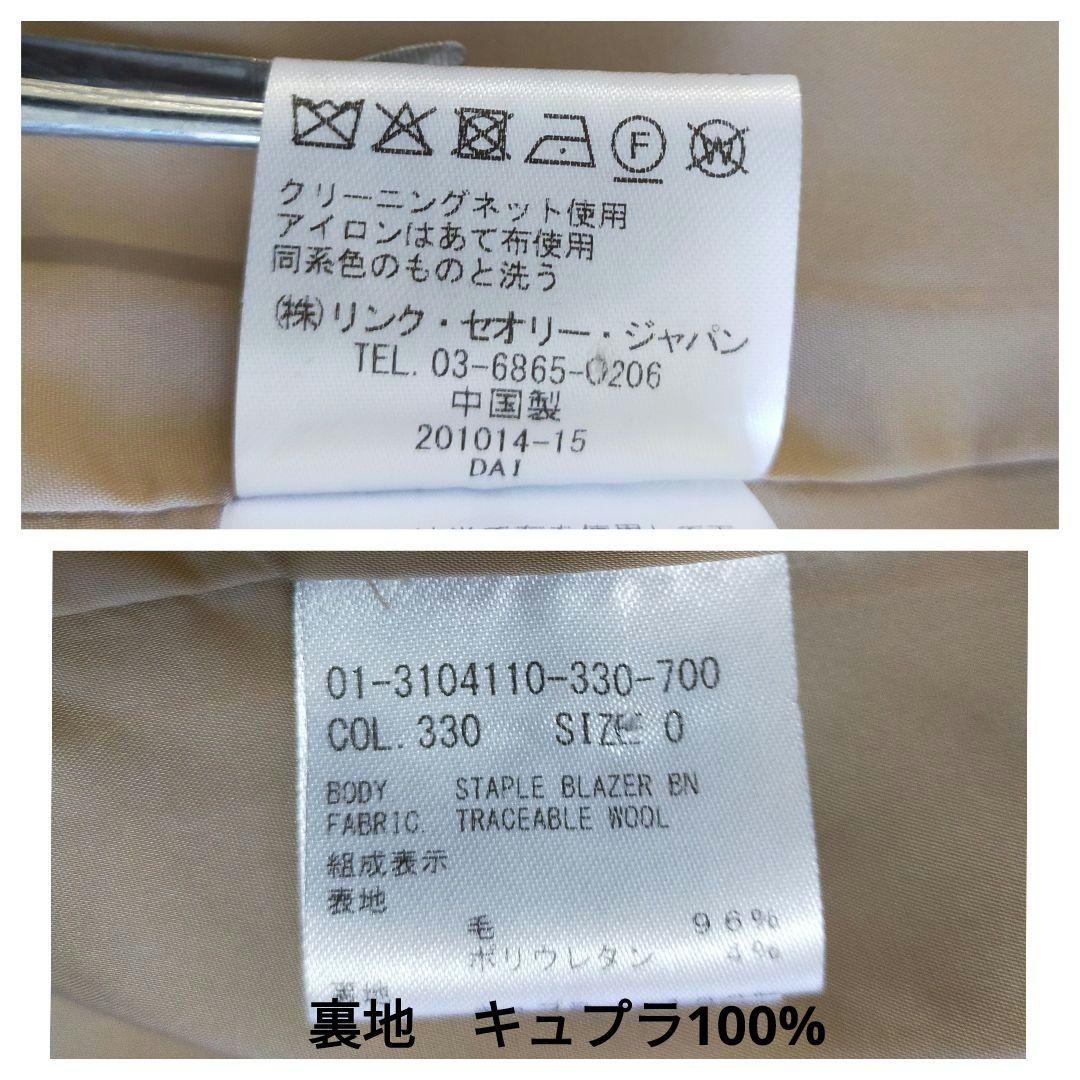 F W
クリーニングネット使用
アイロンはあて布使用
同系色のものと洗う
(株)リンク・セオリー・ジャパン
TEL. 03-6865-0206
中国製
201014-15
DAI
01-3104110-330-700
COL.330 SIZE 0
BODY STAPLE BLAZER BN
FABRIC. TRACEABLE WOOL
組成表示
表地
毛 96%
ポリウレタン 4%
裏地
裏地 キュプラ100%